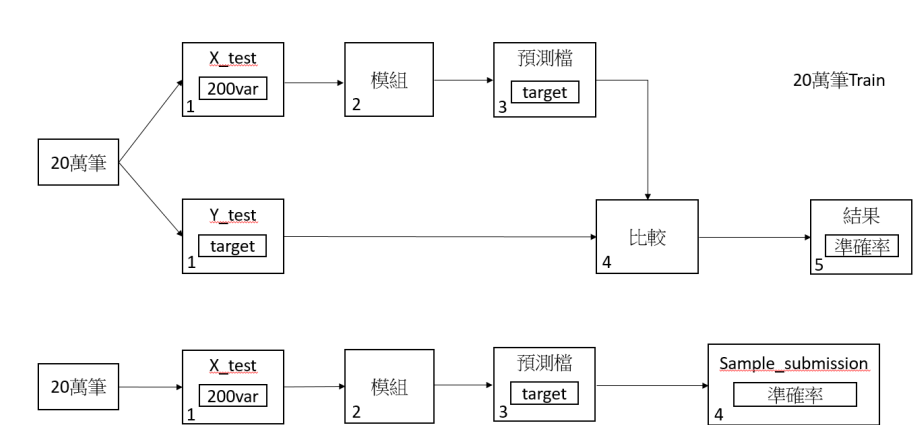 X_test
200var
1
模組
2
預測檔
target
3
20萬筆Train
20萬筆
Y_test
target
1
比較
4
結果
準確率
5
20萬筆
X_test
200var
1
模組
2
預測檔
target
3
Sample_submission
準確率
4